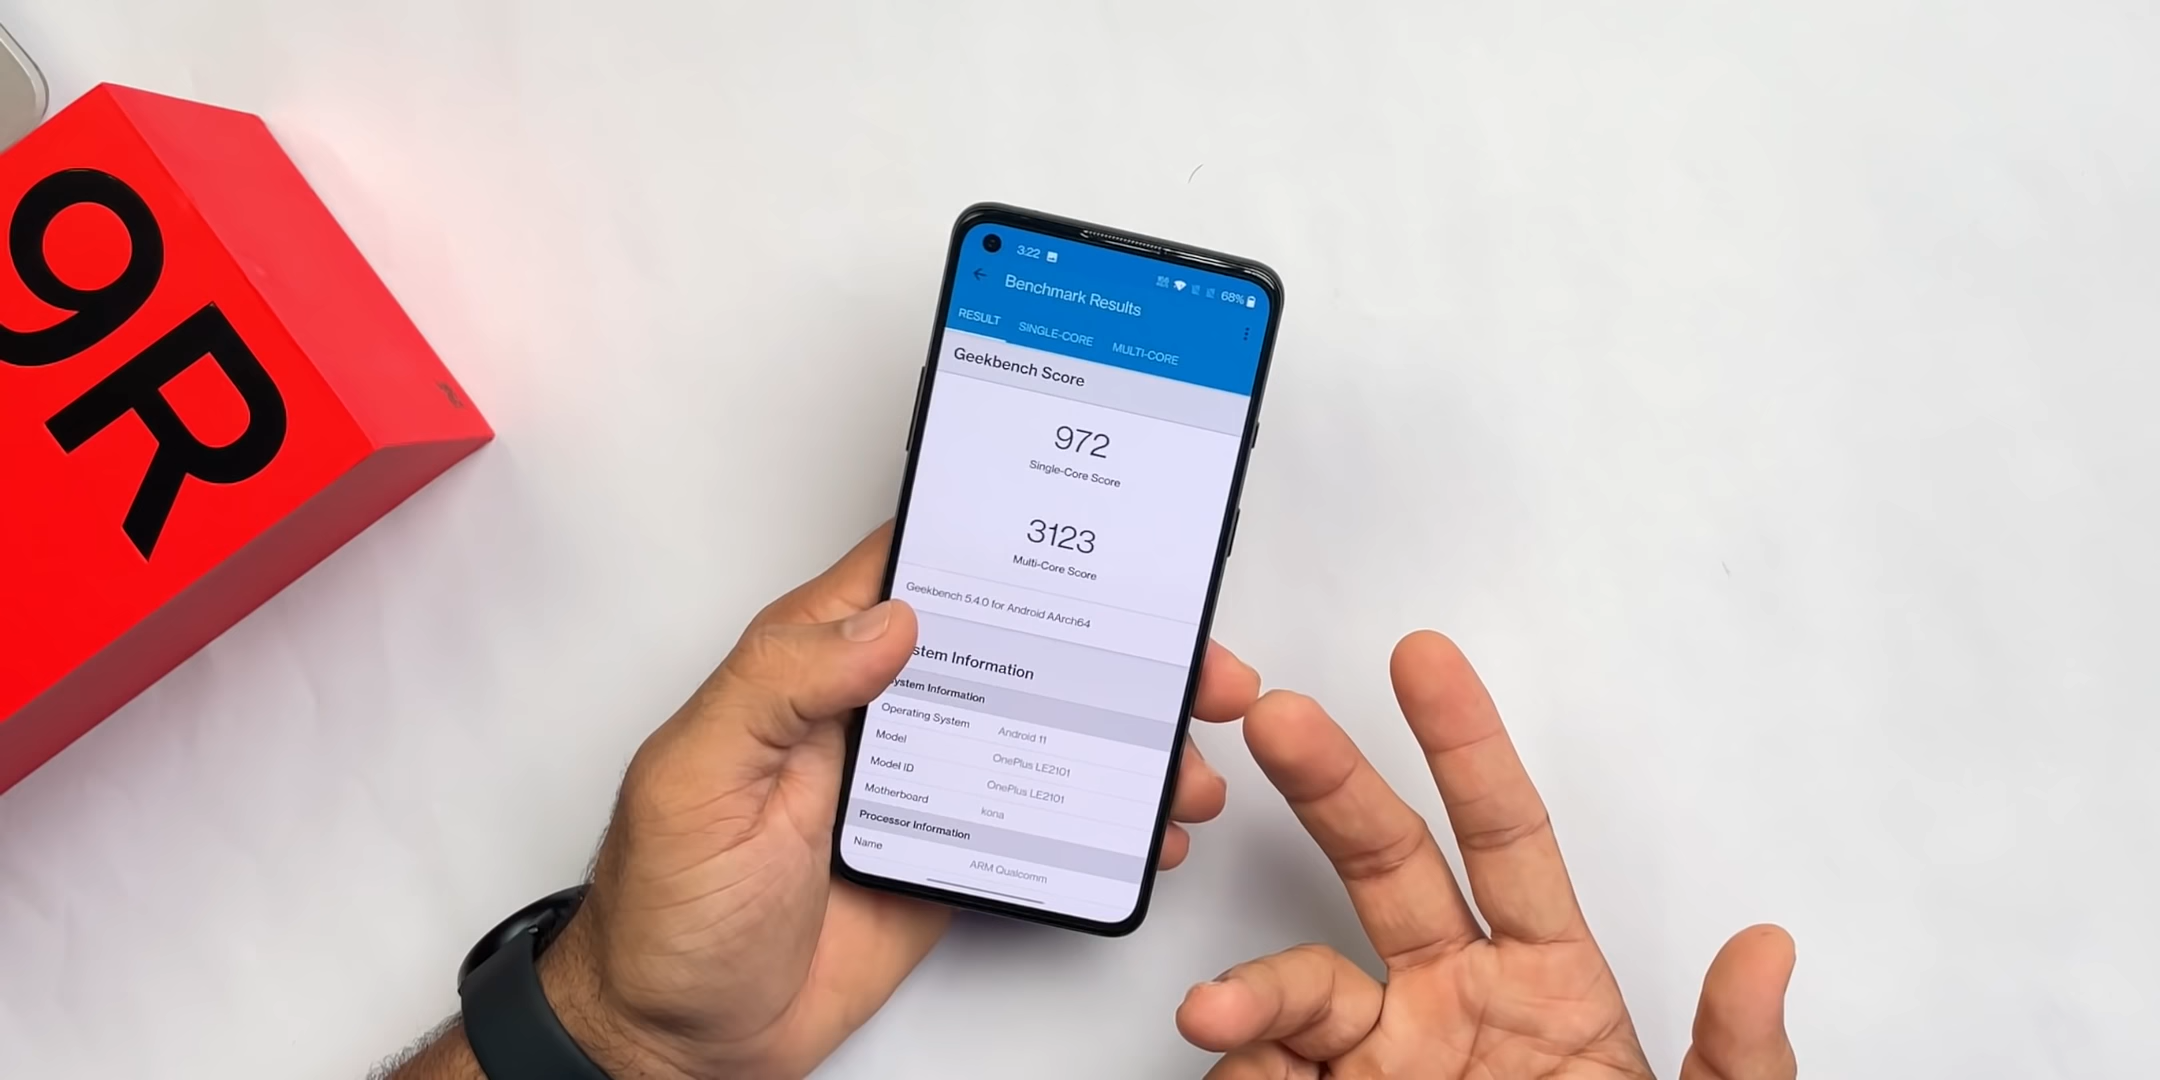 9R
3:22
68%
Benchmark Results
RESULT SINGLE-CORE MULTI-CORE
Geekbench Score
972
Single-Core Score
3123
Multi-Core Score
Geekbench 5.4.0 for Android AArch64
stem Information
ystem Information
Operating System Android 11
Model OnePlus LE2101
Model ID OnePlus LE2101
Motherboard kona
Processor Information
Name ARM Qualcomm